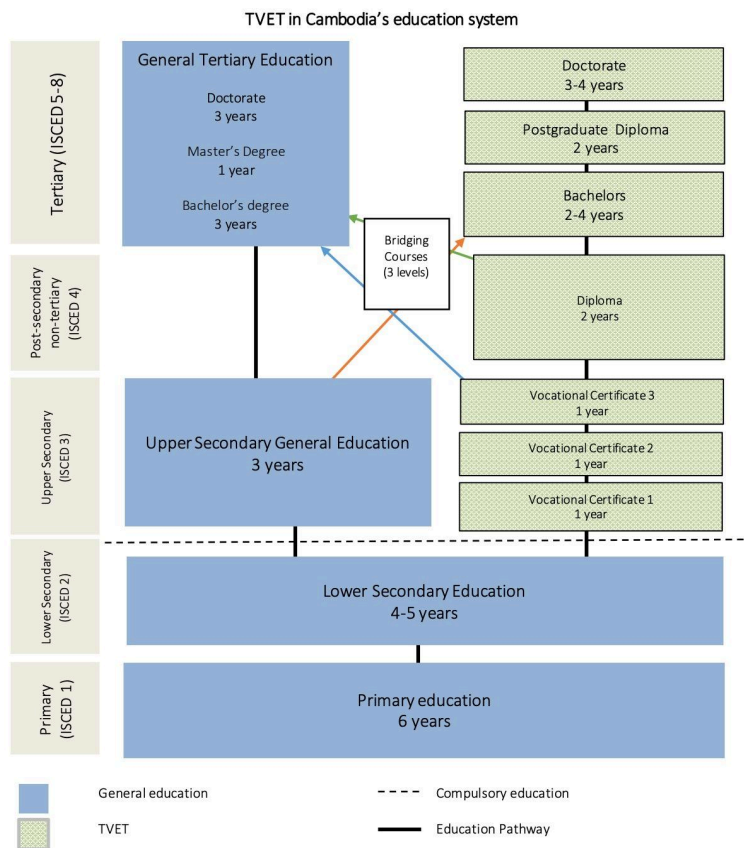 TVET in Cambodia's education system
Tertiary (ISCED 5-8)
General Tertiary Education
Doctorate
3 years
Master's Degree
1 year
Bachelor's degree
3 years
Doctorate
3-4 years
Postgraduate Diploma
2 years
Bachelors
2-4 years
Bridging
Courses
(3 levels)
Post-secondary
non-tertiary
(ISCED 4)
Diploma
2 years
Upper Secondary
(ISCED 3)
Upper Secondary General Education
3 years
Vocational Certificate 3
1 year
Vocational Certificate 2
1 year
Vocational Certificate 1
1 year
Lower Secondary
(ISCED 2)
Lower Secondary Education
4-5 years
Primary
(ISCED 1)
Primary education
6 years
General education
Compulsory education
TVET
Education Pathway